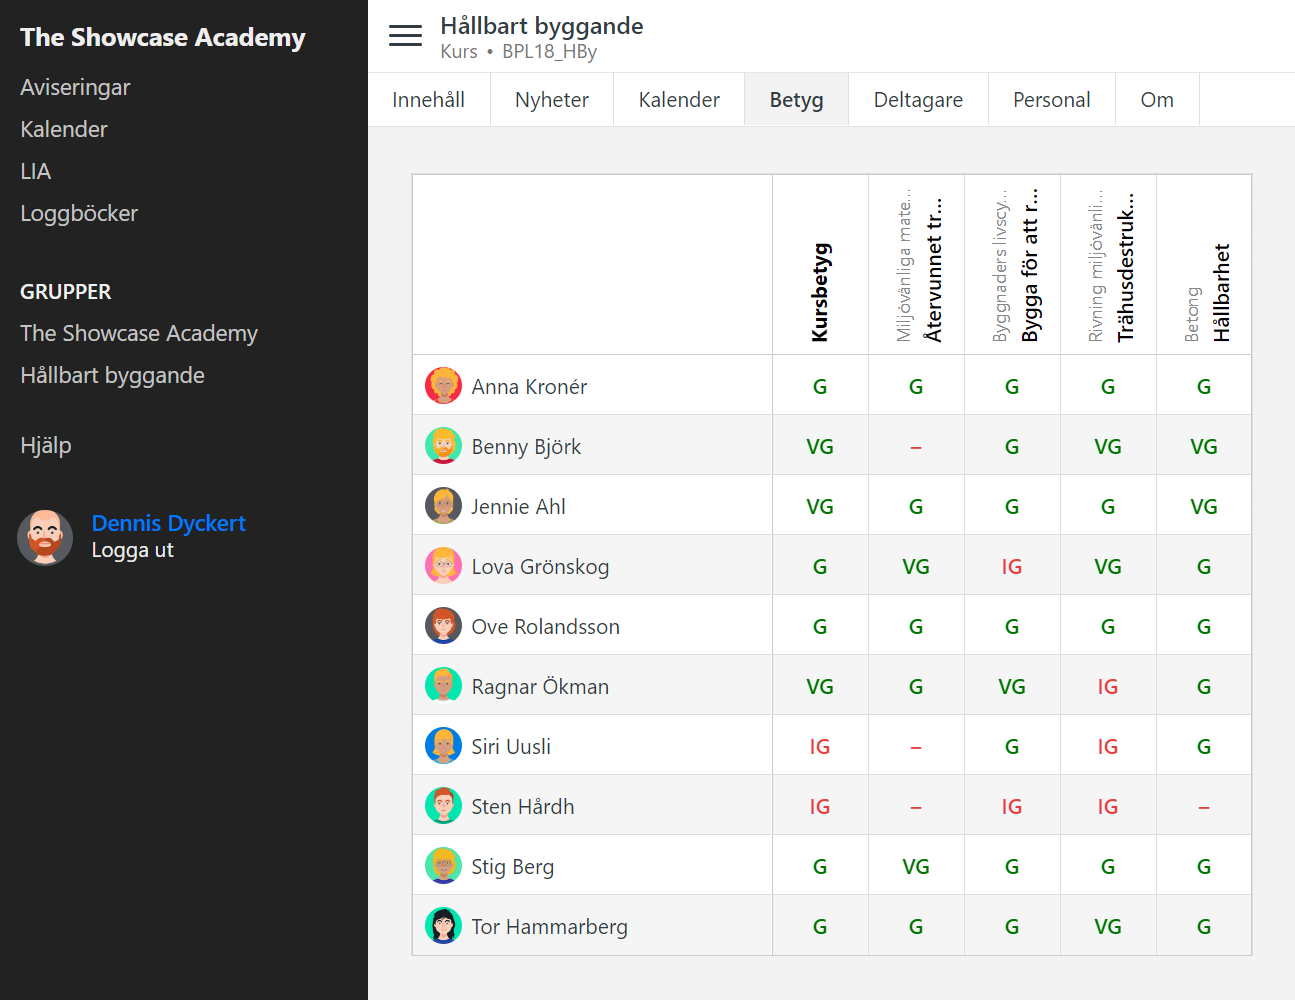 The Showcase Academy
Aviseringar
Kalender
LIA
Loggböcker
GRUPPER
The Showcase Academy
Hållbart byggande
Hjälp
Dennis Dyckert
Logga ut
Hållbart byggande
Kurs • BPL18_HBy
Innehåll Nyheter Kalender Betyg Deltagare Personal Om
Kursbetyg
Miljövänliga mate...
Återvunnet tr...
Byggnaders livscy...
Bygga för att r...
Rivning miljövänli...
Trähusdestruk...
Betong
Hållbarhet
Anna Kronér G G G G G
Benny Björk VG – G VG VG
Jennie Ahl VG G G G VG
Lova Grönskog G VG IG VG G
Ove Rolandsson G G G G G
Ragnar Ökman VG G VG IG G
Siri Uusli IG – G IG G
Sten Hårdh IG – IG IG –
Stig Berg G VG G G G
Tor Hammarberg G G G VG G